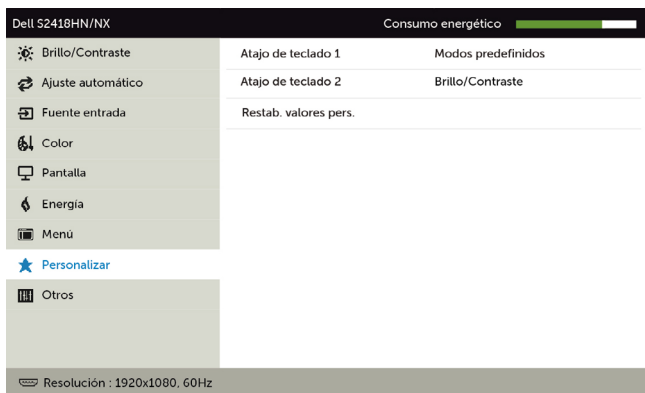 Dell S2418HN/NX Consumo energético
Brillo/Contraste Atajo de teclado 1 Modos predefinidos
Ajuste automático Atajo de teclado 2 Brillo/Contraste
Fuente entrada Restab. valores pers.
Color
Pantalla
Energía
Menú
Personalizar
Otros
Resolución : 1920x1080, 60Hz